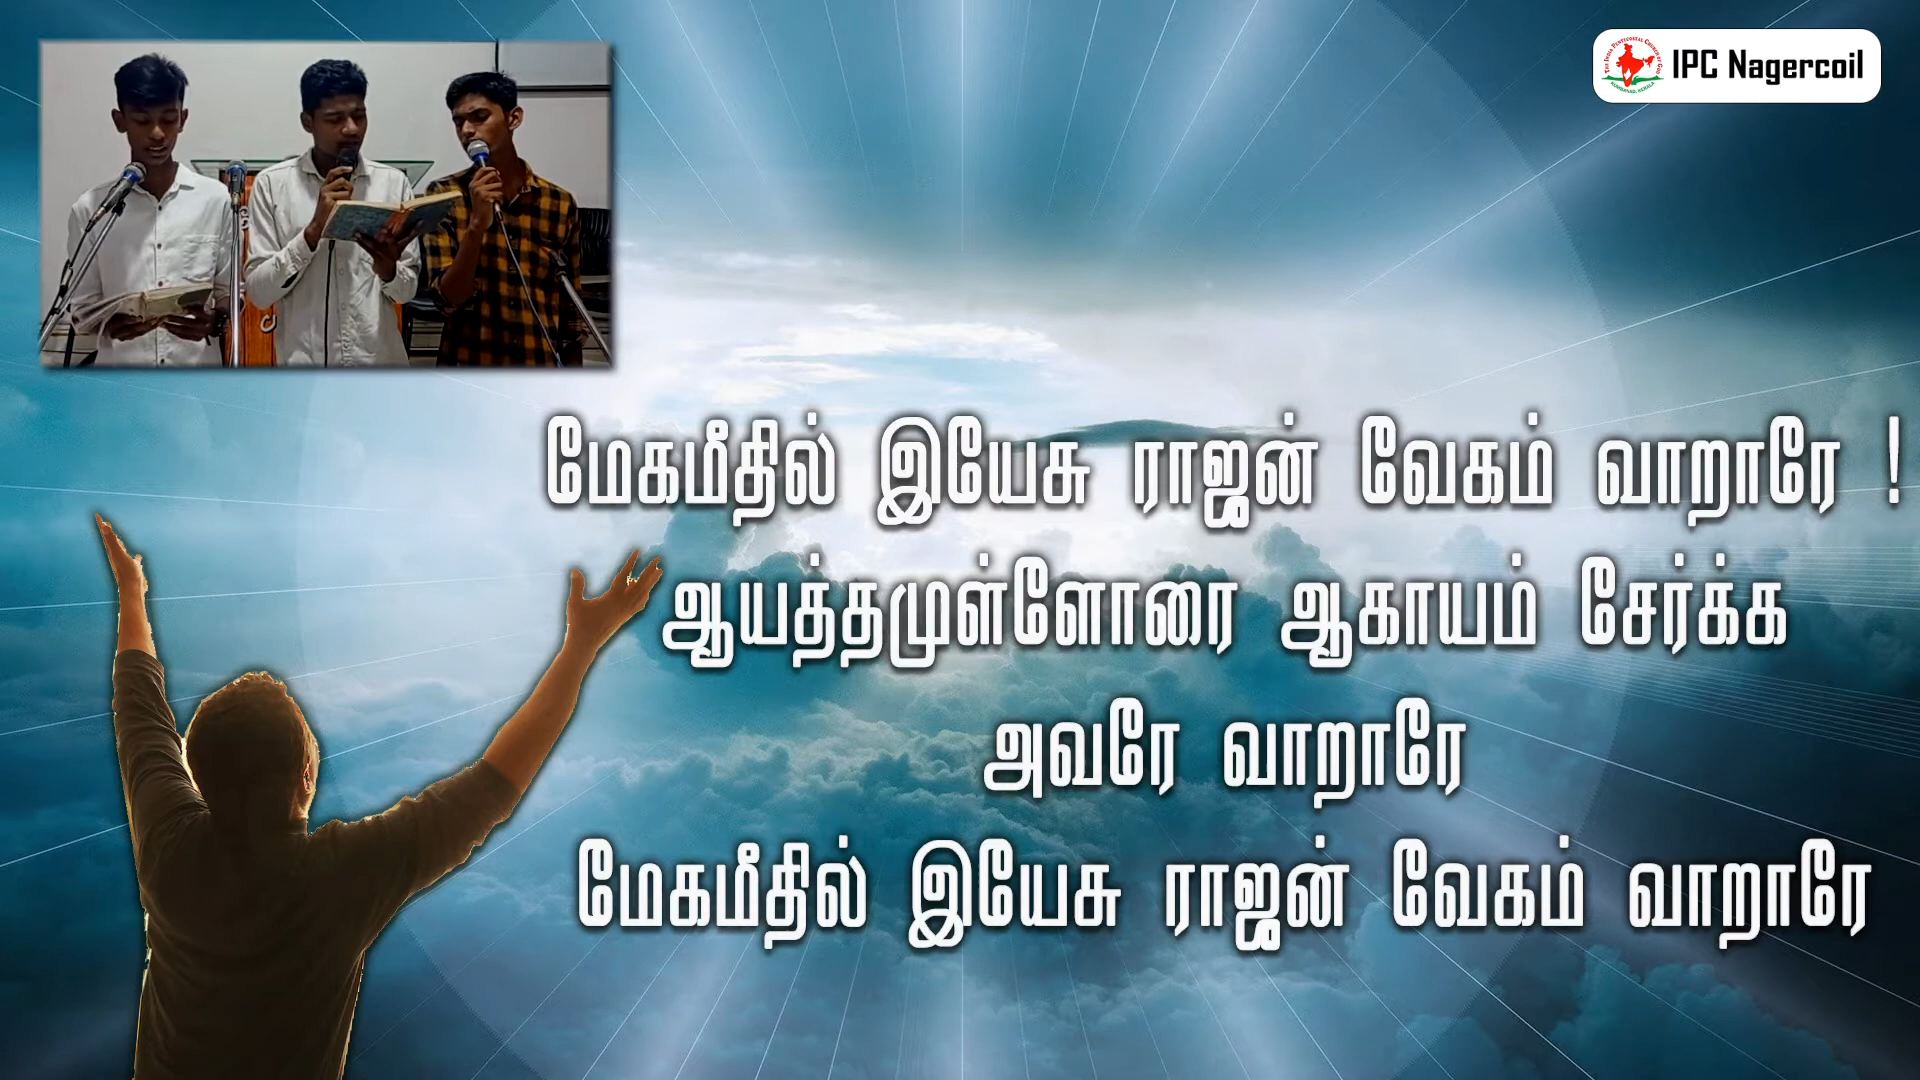 IPC Nagercoil
மேகமீதில் இயேசு ராஜன் வேகம் வாறாரே !
ஆயத்தமுள்ளோரை ஆகாயம் சேர்க்க
அவரே வாறாரே
மேகமீதில் இயேசு ராஜன் வேகம் வாறாரே